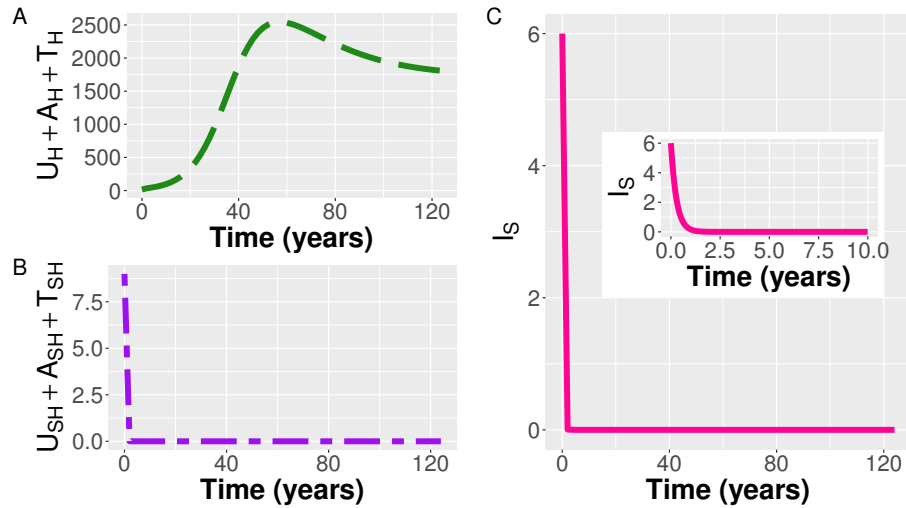 A
U_H + A_H + T_H
2500
2000
1500
1000
500
0
0 40 80 120
Time (years)
B
U_SH + A_SH + T_SH
7.5
5.0
2.5
0.0
0 40 80 120
Time (years)
C
I_S
6
4
2
0
0 40 80 120
Time (years)
I_S
6
4
2
0
0.0 2.5 5.0 7.5 10.0
Time (years)